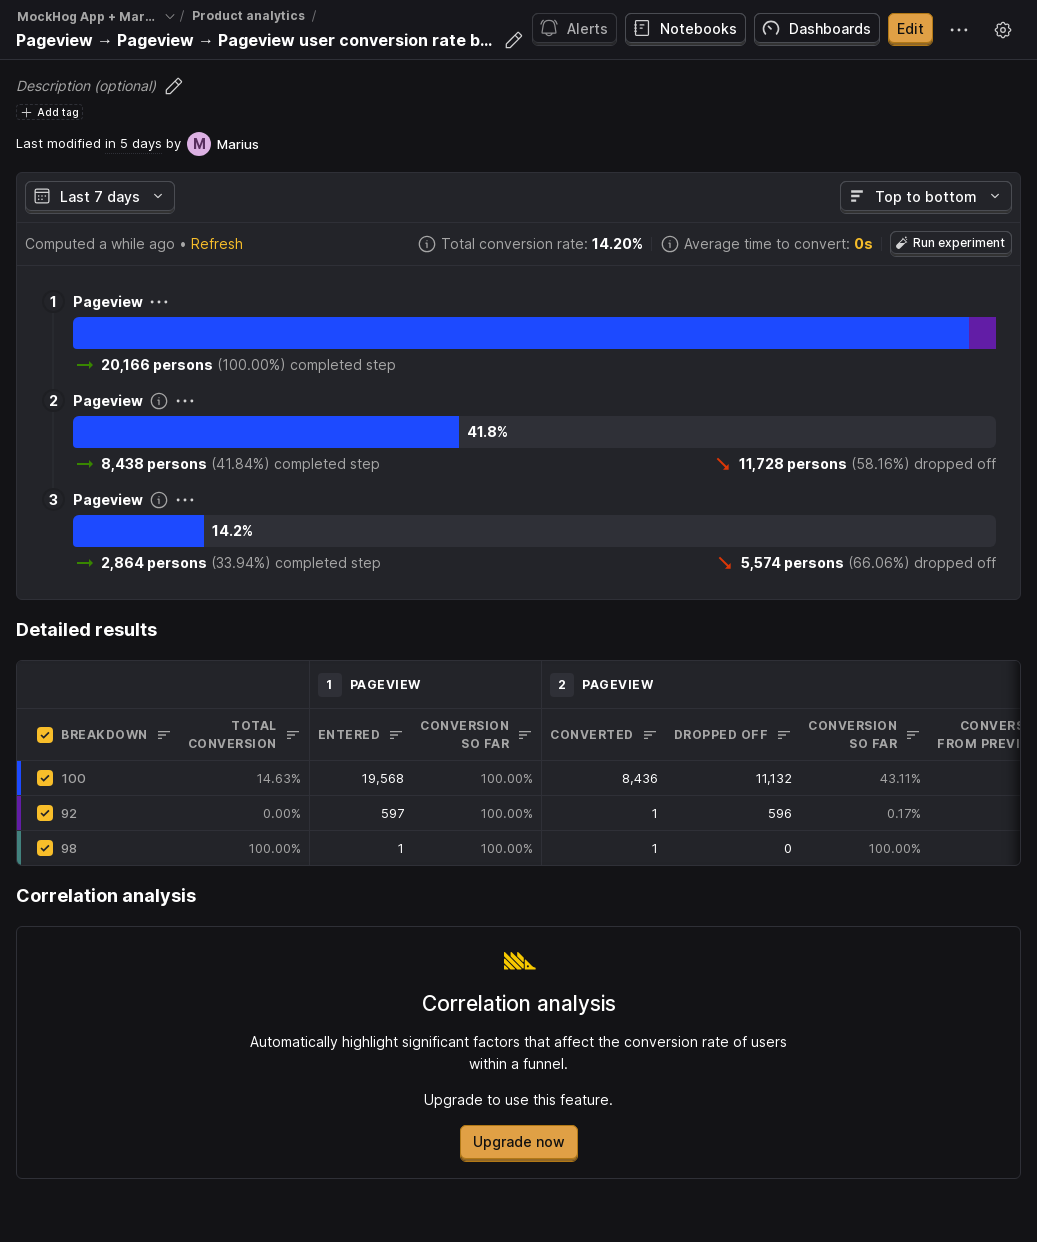 MockHog App + Mar... / Product analytics /
Pageview → Pageview → Pageview user conversion rate b...
Alerts Notebooks Dashboards Edit
Description (optional)
Add tag
Last modified in 5 days by M Marius
Last 7 days Top to bottom
Computed a while ago • Refresh Total conversion rate: 14.20% Average time to convert: 0s Run experiment
1 Pageview
20,166 persons (100.00%) completed step
2 Pageview
41.8%
8,438 persons (41.84%) completed step 11,728 persons (58.16%) dropped off
3 Pageview
14.2%
2,864 persons (33.94%) completed step 5,574 persons (66.06%) dropped off
Detailed results
1 PAGEVIEW 2 PAGEVIEW
BREAKDOWN TOTAL CONVERSION ENTERED CONVERSION SO FAR CONVERTED DROPPED OFF CONVERSION SO FAR CONVERS FROM PREVI
100 14.63% 19,568 100.00% 8,436 11,132 43.11%
92 0.00% 597 100.00% 1 596 0.17%
98 100.00% 1 100.00% 1 0 100.00%
Correlation analysis
Correlation analysis
Automatically highlight significant factors that affect the conversion rate of users
within a funnel.
Upgrade to use this feature.
Upgrade now